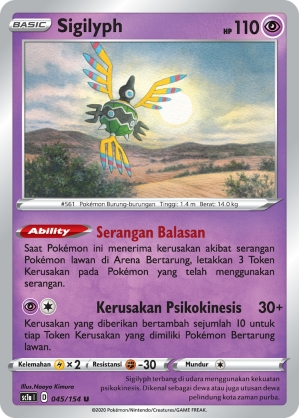 BASIC Sigilyph HP 110
#561 Pokémon Burung-burungan Tinggi: 1.4 m Berat: 14.0 kg
Ability Serangan Balasan
Saat Pokémon ini menerima kerusakan akibat serangan
Pokémon lawan di Arena Bertarung, letakkan 3 Token
Kerusakan pada Pokémon yang telah menggunakan
serangan.
Kerusakan Psikokinesis 30+
Kerusakan yang diberikan bertambah sejumlah 10 untuk
tiap Token Kerusakan yang dimiliki Pokémon Bertarung
lawan.
Kelemahan ×2 Resistansi -30 Mundur
Illus. Naoyo Kimura
sc1a I D 045/154 U
Sigilyph terbang di udara menggunakan kekuatan
psikokinesis. Dikenal sebagai dewa atau juga utusan dewa
pelindung kota zaman purba.
©2020 Pokémon/Nintendo/Creatures/GAME FREAK.